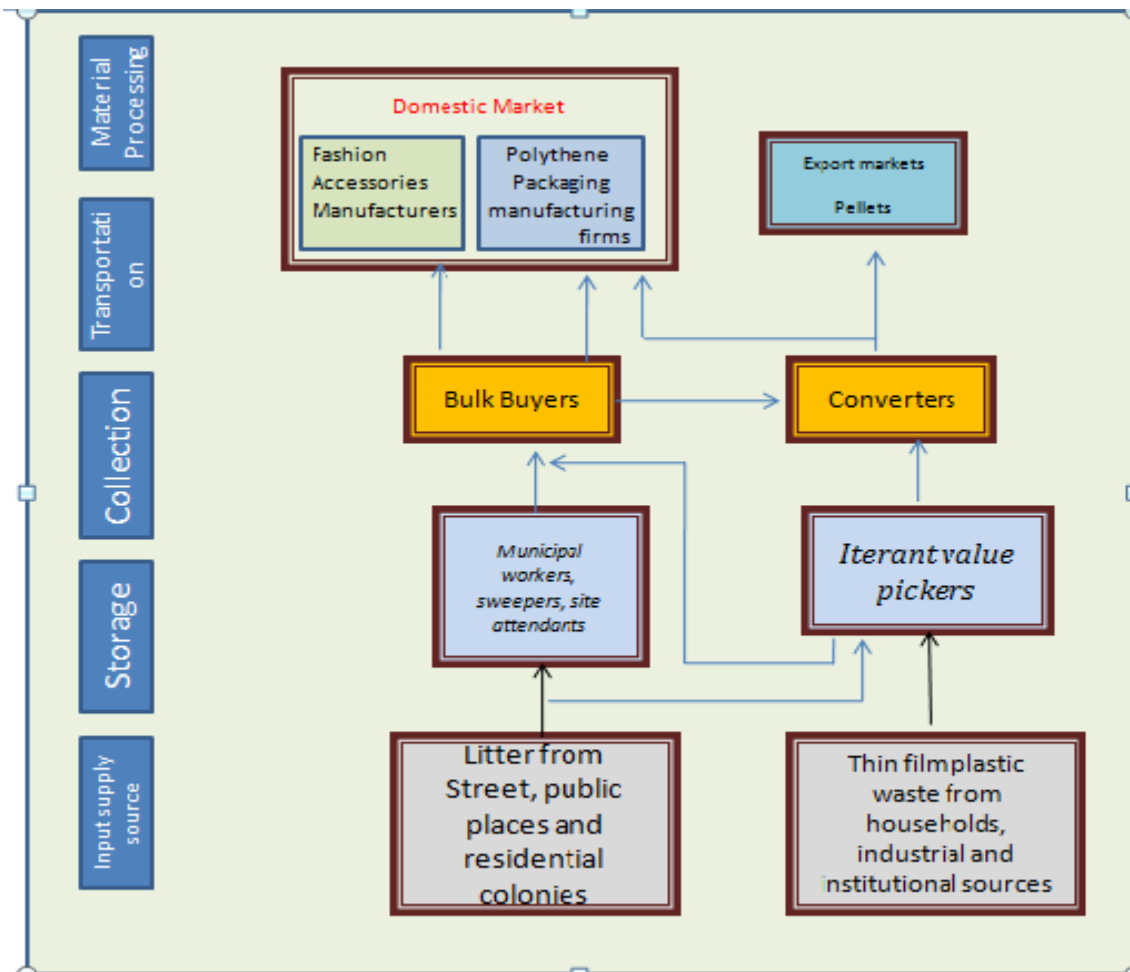 Material
Processing
Transportati
on
Collection
Storage
Input supply
source
Domestic Market
Fashion
Accessories
Manufacturers
Polythene
Packaging
manufacturing
firms
Export markets
Pellets
Bulk Buyers
Converters
Municipal
workers,
sweepers, site
attendants
Iterant value
pickers
Litter from
Street, public
places and
residential
colonies
Thin film plastic
waste from
households,
industrial and
institutional sources